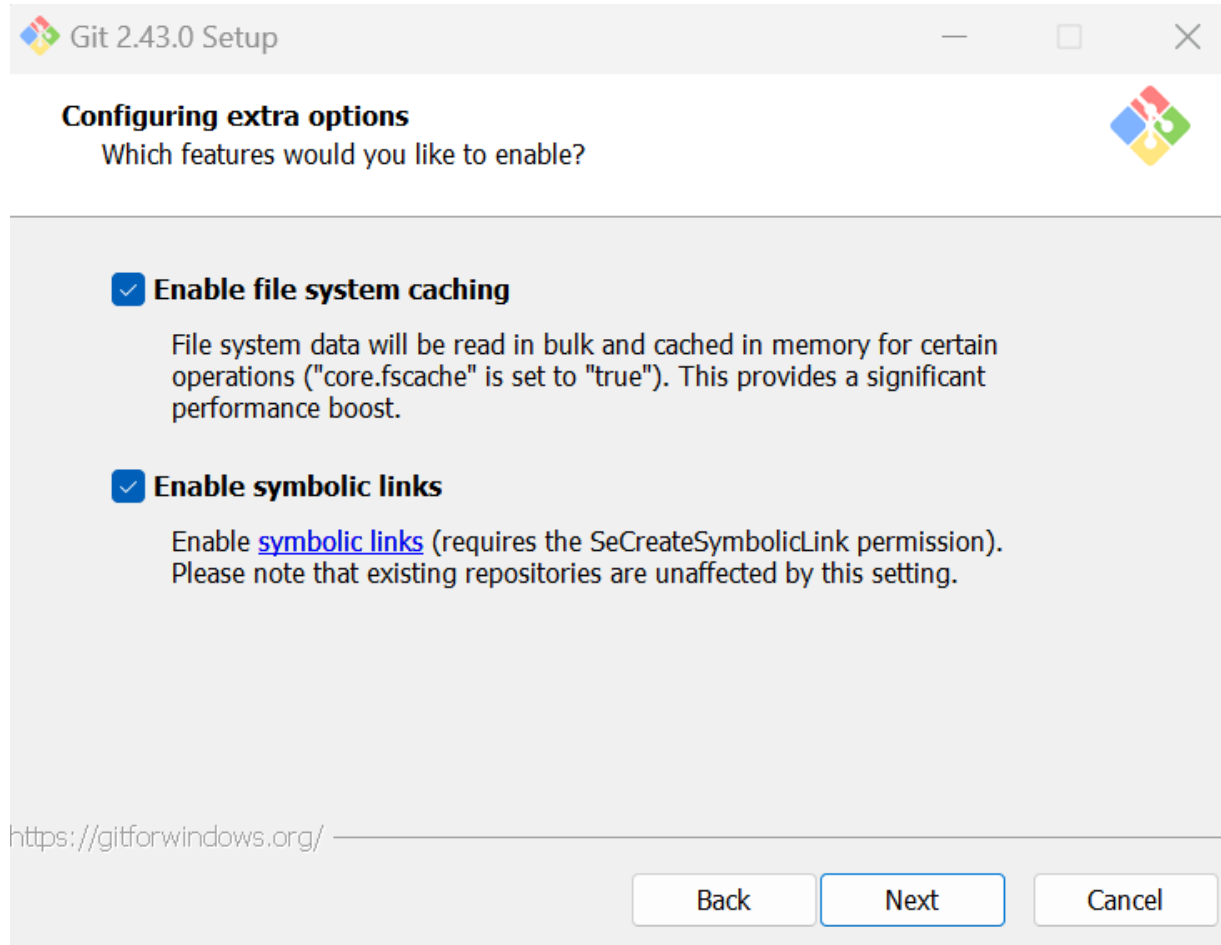 Git 2.43.0 Setup
Configuring extra options
Which features would you like to enable?
Enable file system caching
File system data will be read in bulk and cached in memory for certain
operations ("core.fscache" is set to "true"). This provides a significant
performance boost.
Enable symbolic links
Enable symbolic links (requires the SeCreateSymbolicLink permission).
Please note that existing repositories are unaffected by this setting.
https://gitforwindows.org/
Back Next Cancel